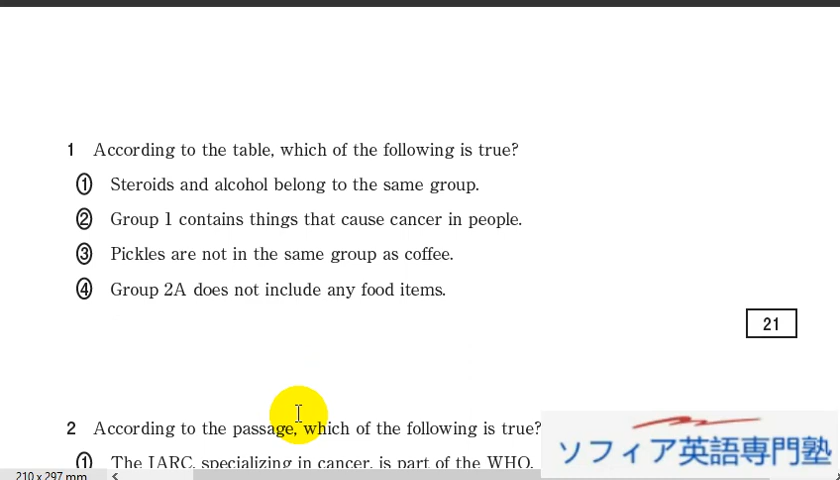 1 According to the table, which of the following is true?
① Steroids and alcohol belong to the same group.
② Group 1 contains things that cause cancer in people.
③ Pickles are not in the same group as coffee.
④ Group 2A does not include any food items.
21
2 According to the passage, which of the following is true?
① The IARC, specializing in cancer, is part of the WHO.
ソフィア英語専門塾
210 x 297 mm